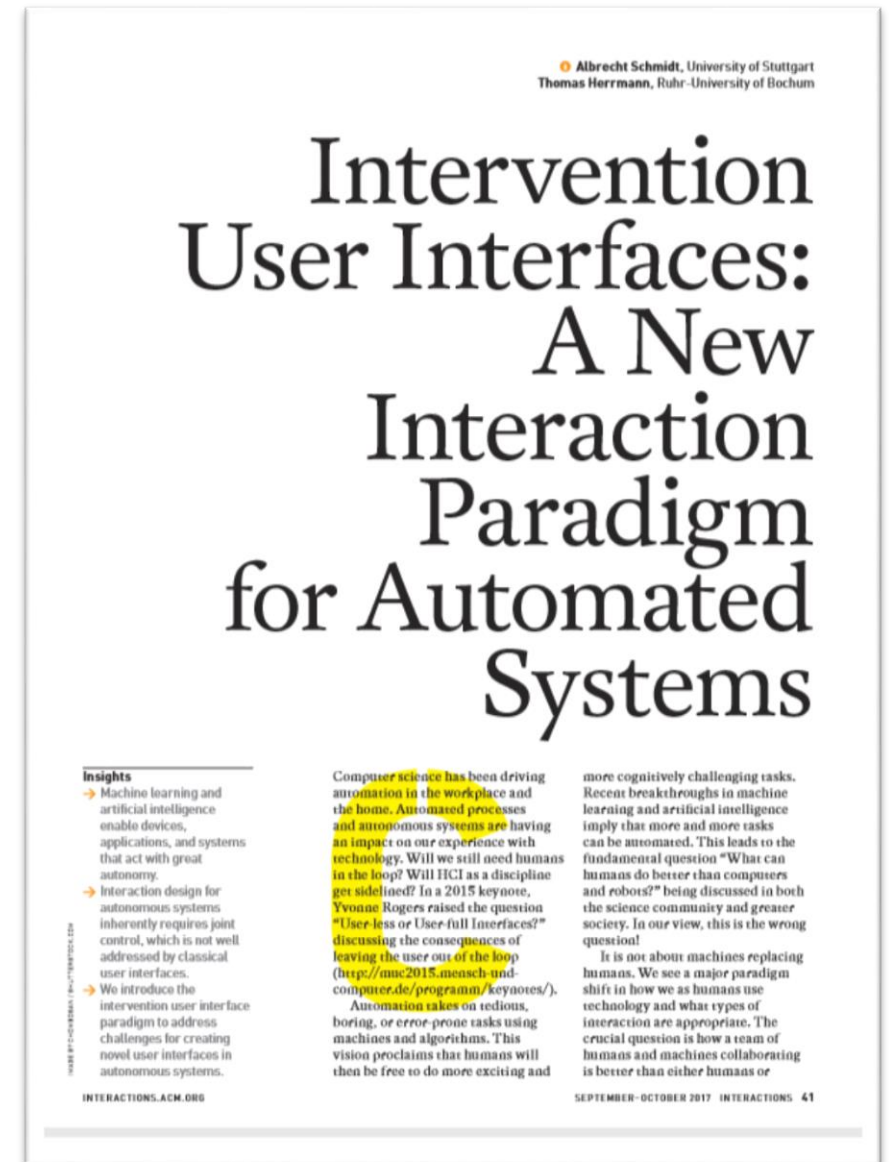 Albrecht Schmidt, University of Stuttgart
Thomas Herrmann, Ruhr-University of Bochum
Intervention
User Interfaces:
A New
Interaction
Paradigm
for Automated
Systems
Insights
→ Machine learning and
artificial intelligence
enable devices,
applications, and systems
that act with great
autonomy.
→ Interaction design for
autonomous systems
inherently requires joint
control, which is not well
addressed by classical
user interfaces.
→ We introduce the
intervention user interface
paradigm to address
challenges for creating
novel user interfaces in
autonomous systems.
Computer science has been driving
automation in the workplace and
the home. Automated processes
and autonomous systems are having
an impact on our experience with
technology. Will we still need humans
in the loop? Will HCI as a discipline
get sidelined? In a 2015 keynote,
Yvonne Rogers raised the question
“User-less or User-full Interfaces?”
discussing the consequences of
leaving the user out of the loop
(http://muc2015.mensch-und-
computer.de/programm/keynotes/).
Automation takes on tedious,
boring, or error-prone tasks using
machines and algorithms. This
vision proclaims that humans will
then be free to do more exciting and
more cognitively challenging tasks.
Recent breakthroughs in machine
learning and artificial intelligence
imply that more and more tasks
can be automated. This leads to the
fundamental question “What can
humans do better than computers
and robots?” being discussed in both
the science community and greater
society. In our view, this is the wrong
question!
It is not about machines replacing
humans. We see a major paradigm
shift in how we as humans use
technology and what types of
interaction are appropriate. The
crucial question is how a team of
humans and machines collaborating
is better than either humans or
INTERACTIONS.ACM.ORG
SEPTEMBER–OCTOBER 2017 INTERACTIONS 41